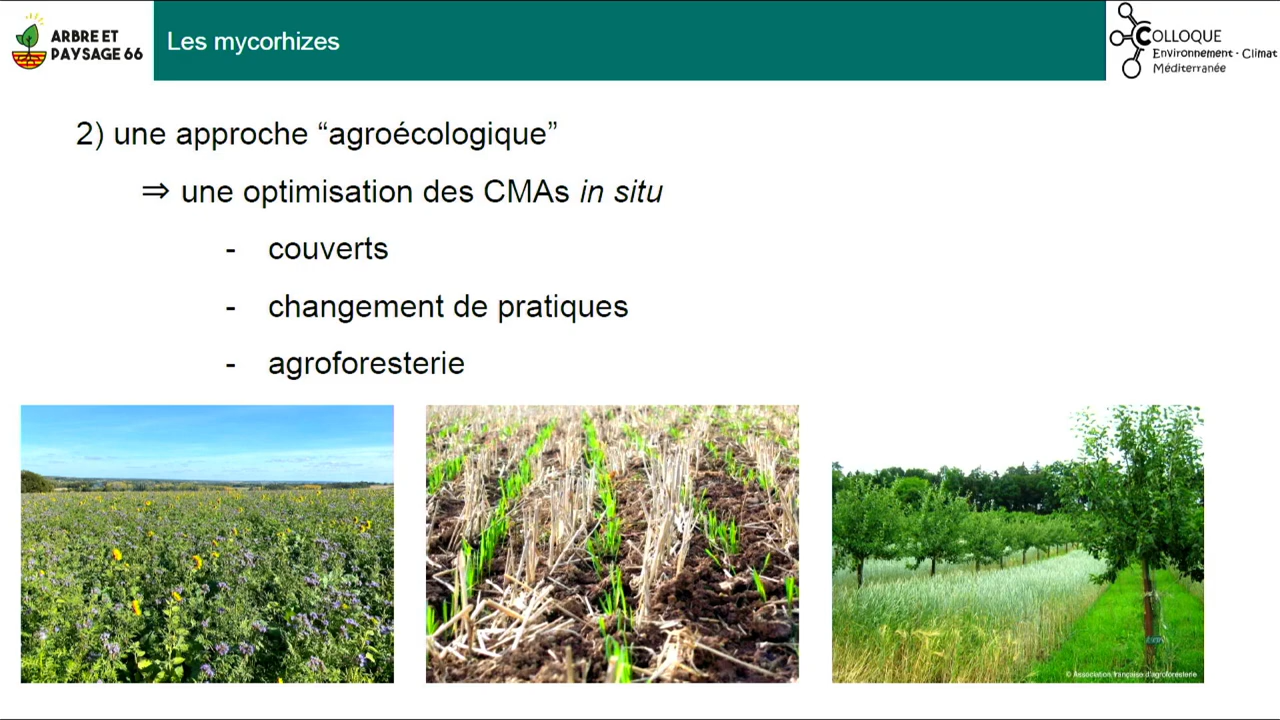 ARBRE ET
PAYSAGE 66
Les mycorhizes
COLLOQUE
Environnement - Climat
Méditerranée
2) une approche “agroécologique”
⇒ une optimisation des CMAs in situ
- couverts
- changement de pratiques
- agroforesterie
© Association française d'agroforesterie